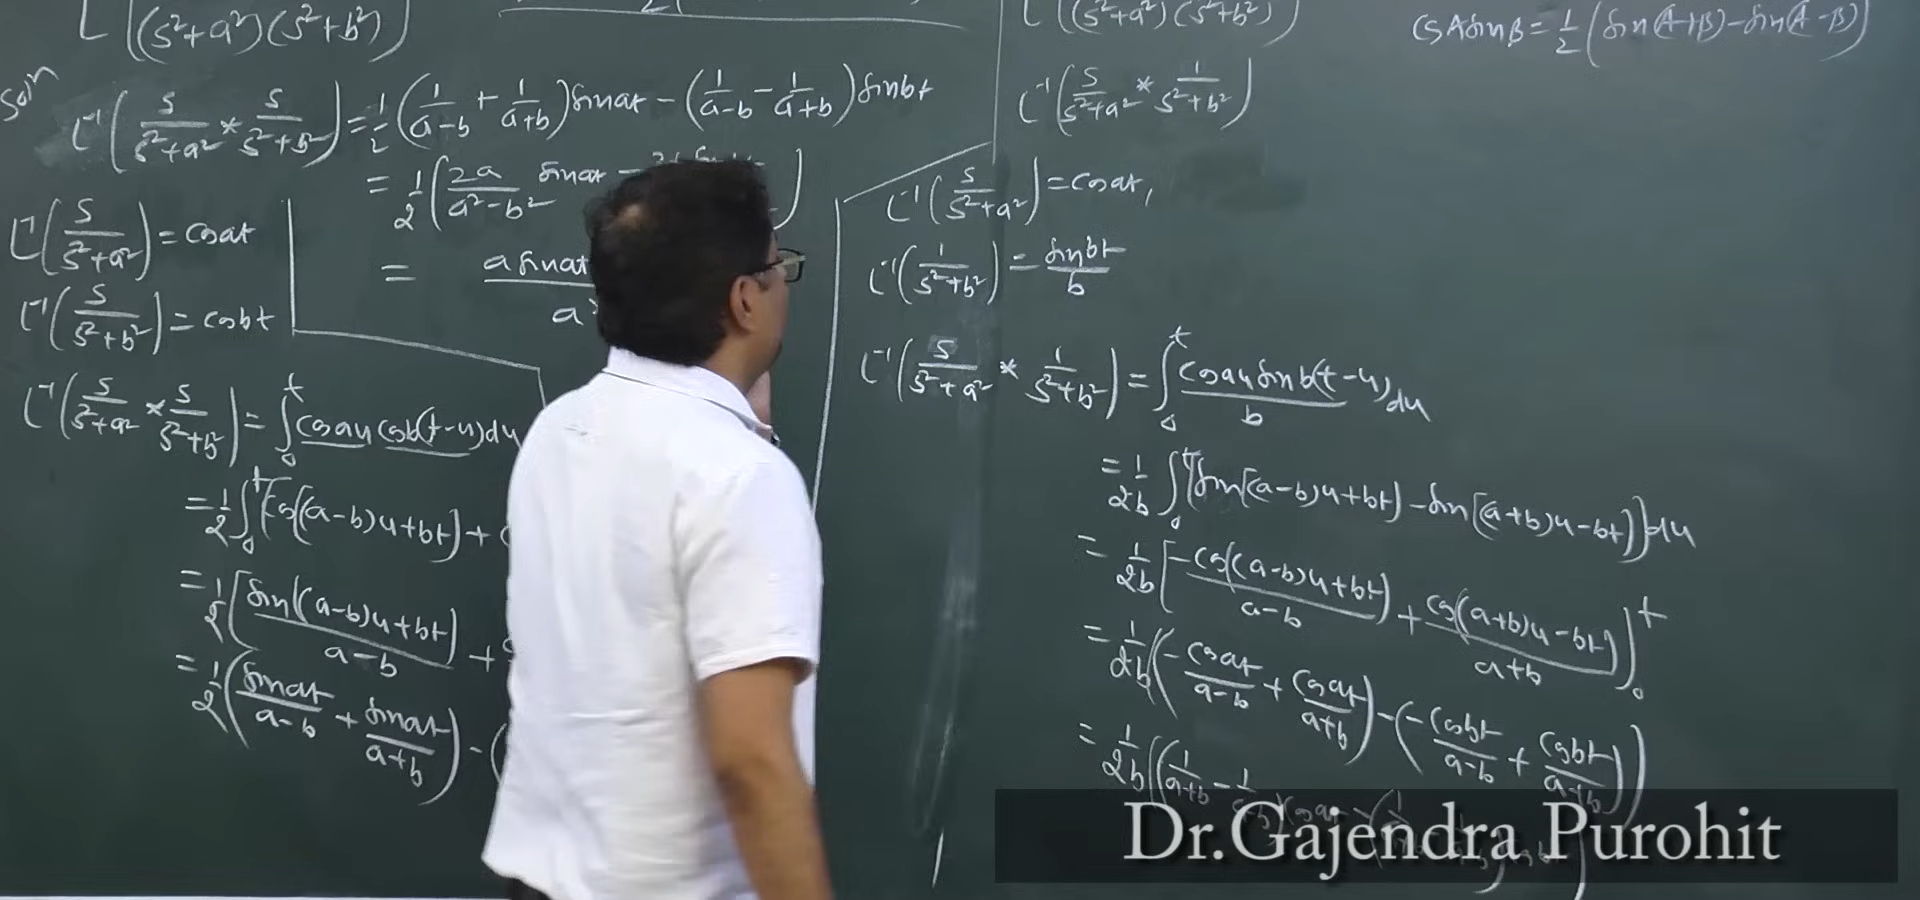 L [ (s²+a²)(s²+b²) ]
Soln
L⁻¹( s/(s²+a²) * s/(s²+b²) ) = 1/2 ( 1/(a-b) + 1/(a+b) ) sin at - ( 1/(a-b) - 1/(a+b) ) sin bt
= 1/2 ( 2a/(a²-b²) sin at -
= a sin at
L⁻¹( s/(s²+a²) ) = cos at
L⁻¹( s/(s²+b²) ) = cos bt
L⁻¹( s/(s²+a²) * s/(s²+b²) ) = ∫₀ᵗ cos au cos b(t-u) du
= 1/2 ∫₀ᵗ [cos[(a-b)u+bt] +
= 1/2 [ sin((a-b)u+bt)/(a-b) +
= 1/2 ( sin at/(a-b) + sin at/(a+b) ) - (
L ( (s²+a²)(s²+b²) )
L⁻¹( s/(s²+a²) * 1/(s²+b²) )
cos A sin B = 1/2 ( sin(A+B) - sin(A-B) )
L⁻¹( s/(s²+a²) ) = cos at,
L⁻¹( 1/(s²+b²) ) = sin bt/b
L⁻¹( s/(s²+a²) * 1/(s²+b²) ) = ∫₀ᵗ cos au sin b(t-u)/b du
= 1/2b ∫₀ᵗ (sin[(a-b)u+bt) - sin[(a+b)u-bt)] du
= 1/2b [ -cos((a-b)u+bt)/(a-b) + cos((a+b)u-bt)/(a+b) ]₀ᵗ
= 1/2b ( (-cos at/(a-b) + cos at/(a+b)) - (-cos bt/(a-b) + cos bt/(a+b)) )
= 1/2b ( (1/(a+b) - 1/(a-b)) cos at - (
Dr.Gajendra Purohit